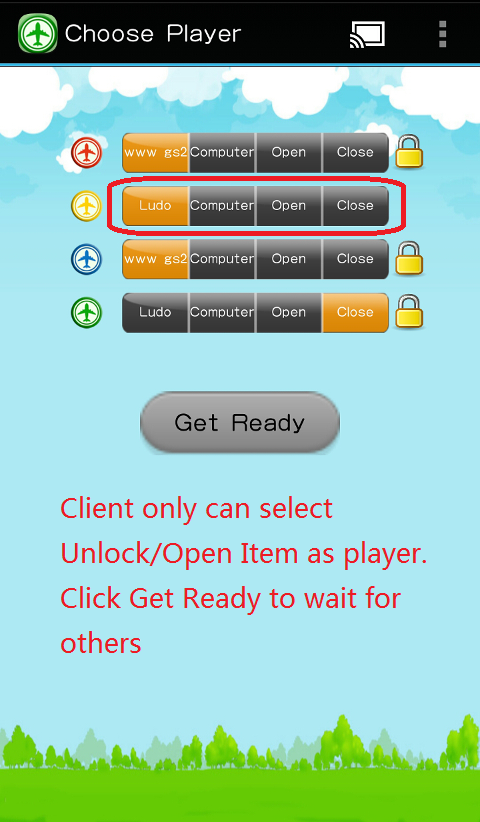 Choose Player
www gs2 Computer Open Close
Ludo Computer Open Close
www gs2 Computer Open Close
Ludo Computer Open Close
Get Ready
Client only can select
Unlock/Open Item as player.
Click Get Ready to wait for
others